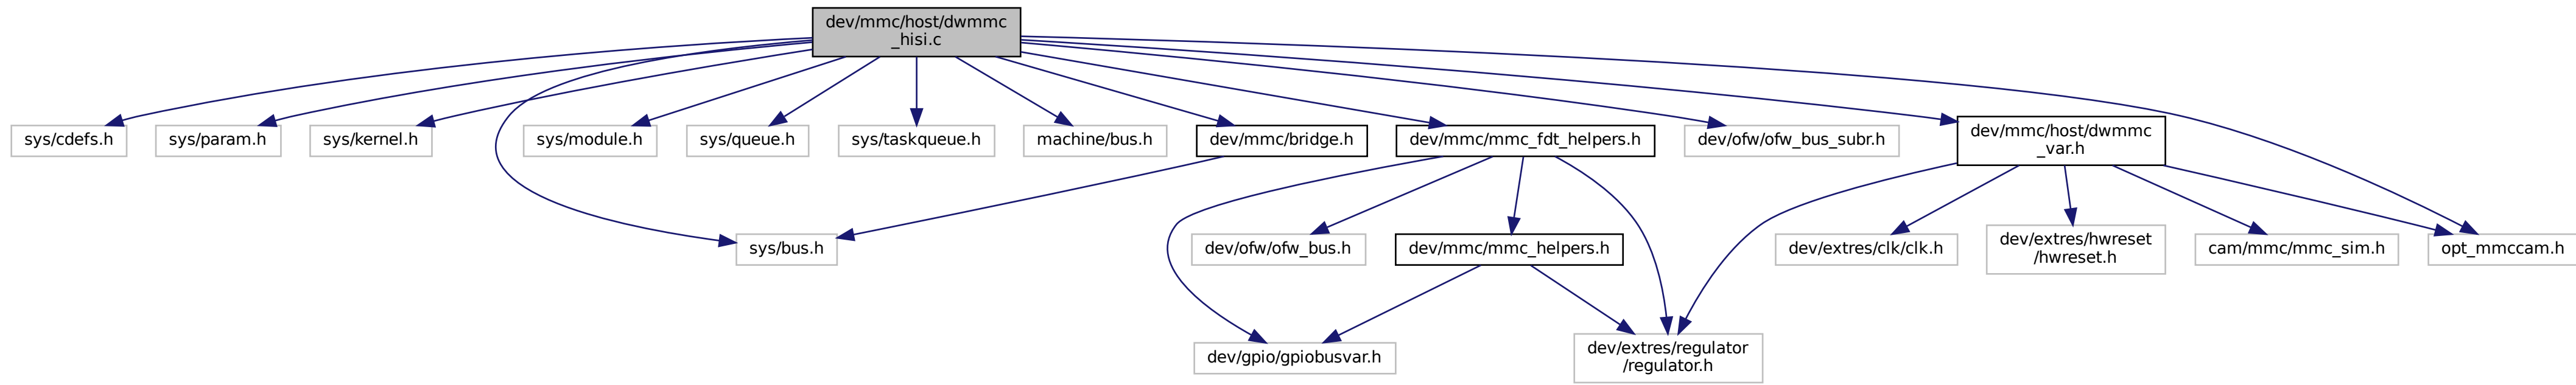 dev/mmc/host/dwmmc
_hisi.c
sys/cdefs.h
sys/param.h
sys/kernel.h
sys/module.h
sys/queue.h
sys/taskqueue.h
machine/bus.h
dev/mmc/bridge.h
dev/mmc/mmc_fdt_helpers.h
dev/ofw/ofw_bus_subr.h
dev/mmc/host/dwmmc
_var.h
sys/bus.h
dev/ofw/ofw_bus.h
dev/mmc/mmc_helpers.h
dev/extres/clk/clk.h
dev/extres/hwreset
/hwreset.h
cam/mmc/mmc_sim.h
opt_mmccam.h
dev/gpio/gpiobusvar.h
dev/extres/regulator
/regulator.h